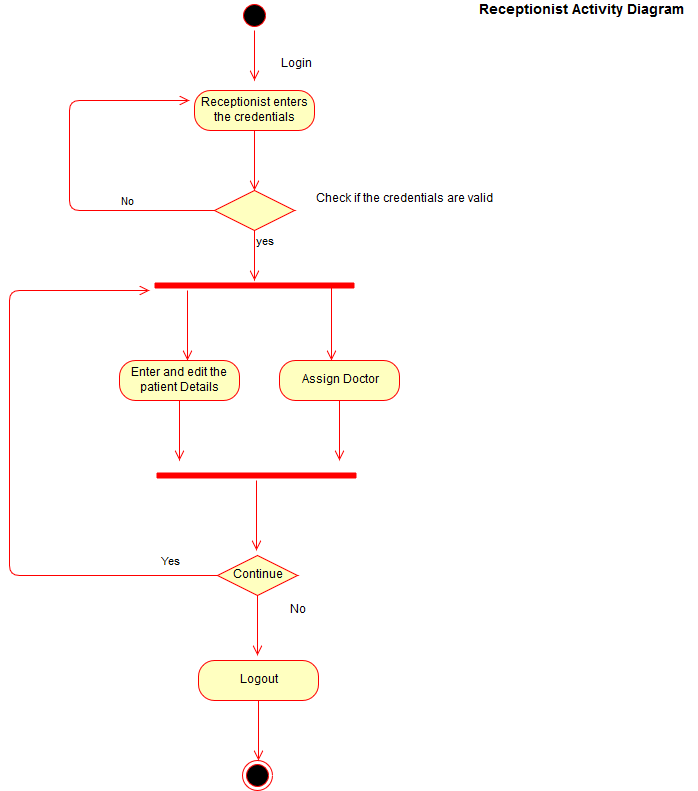 Receptionist Activity Diagram
Login
Receptionist enters
the credentials
No
Check if the credentials are valid
yes
Enter and edit the
patient Details
Assign Doctor
Yes
Continue
No
Logout